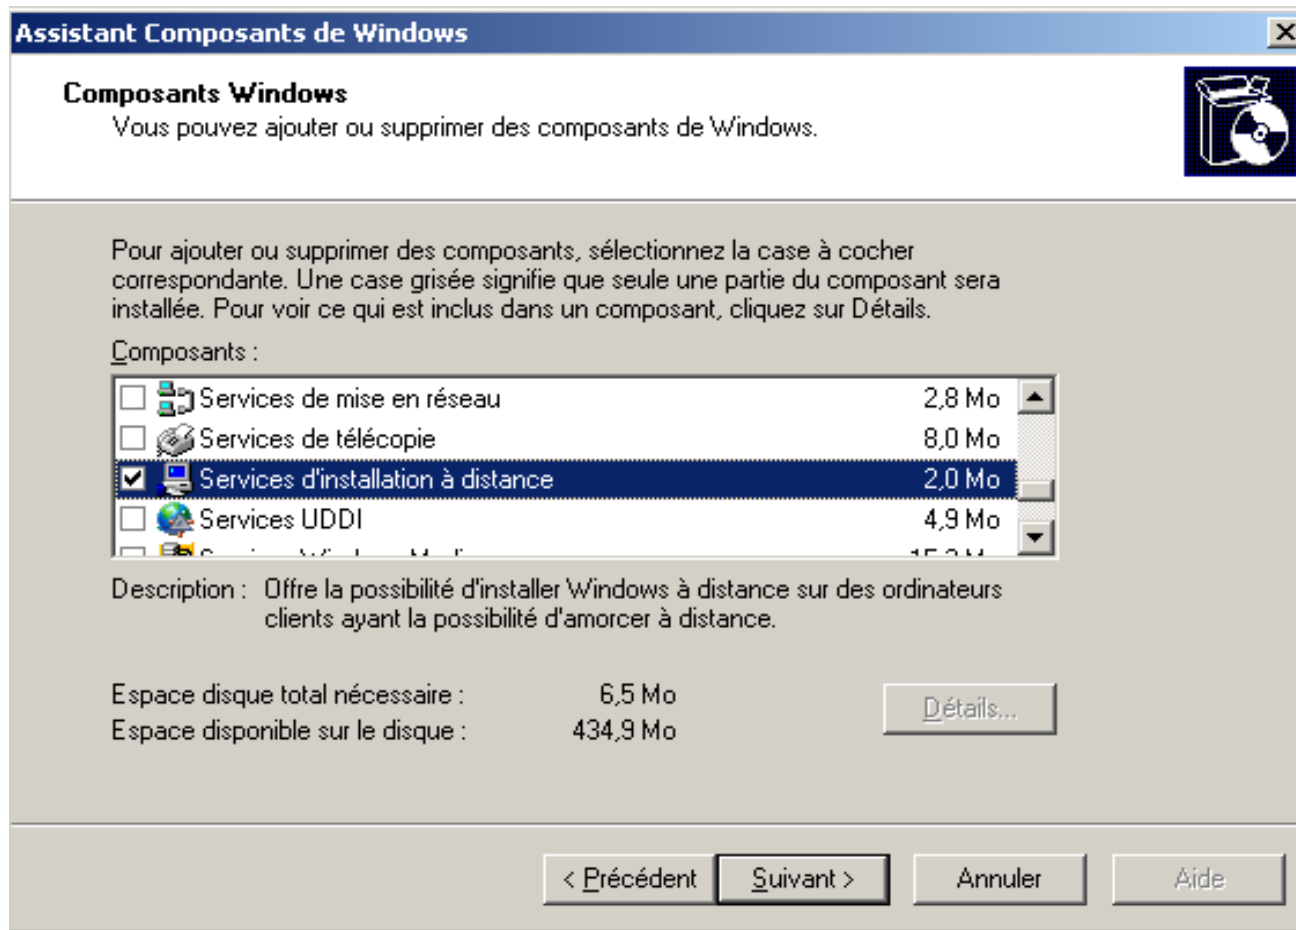 Assistant Composants de Windows
Composants Windows
Vous pouvez ajouter ou supprimer des composants de Windows.
Pour ajouter ou supprimer des composants, sélectionnez la case à cocher
correspondante. Une case grisée signifie que seule une partie du composant sera
installée. Pour voir ce qui est inclus dans un composant, cliquez sur Détails.
Composants :
Services de mise en réseau 2,8 Mo
Services de télécopie 8,0 Mo
Services d'installation à distance 2,0 Mo
Services UDDI 4,9 Mo
Description : Offre la possibilité d'installer Windows à distance sur des ordinateurs
clients ayant la possibilité d'amorcer à distance.
Espace disque total nécessaire : 6,5 Mo
Espace disponible sur le disque : 434,9 Mo
Détails...
< Précédent Suivant > Annuler Aide